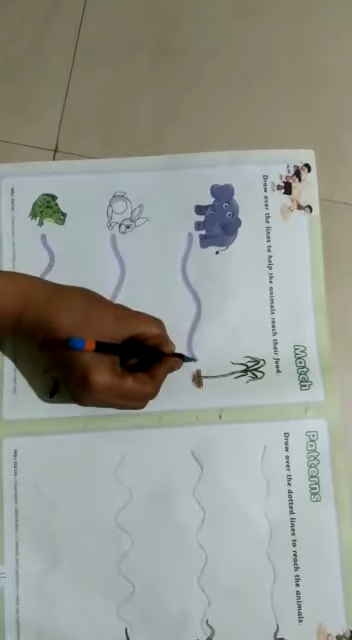 Match
Draw over the lines to help the animals reach their food.
Patterns
Draw over the dotted lines to reach the animals.